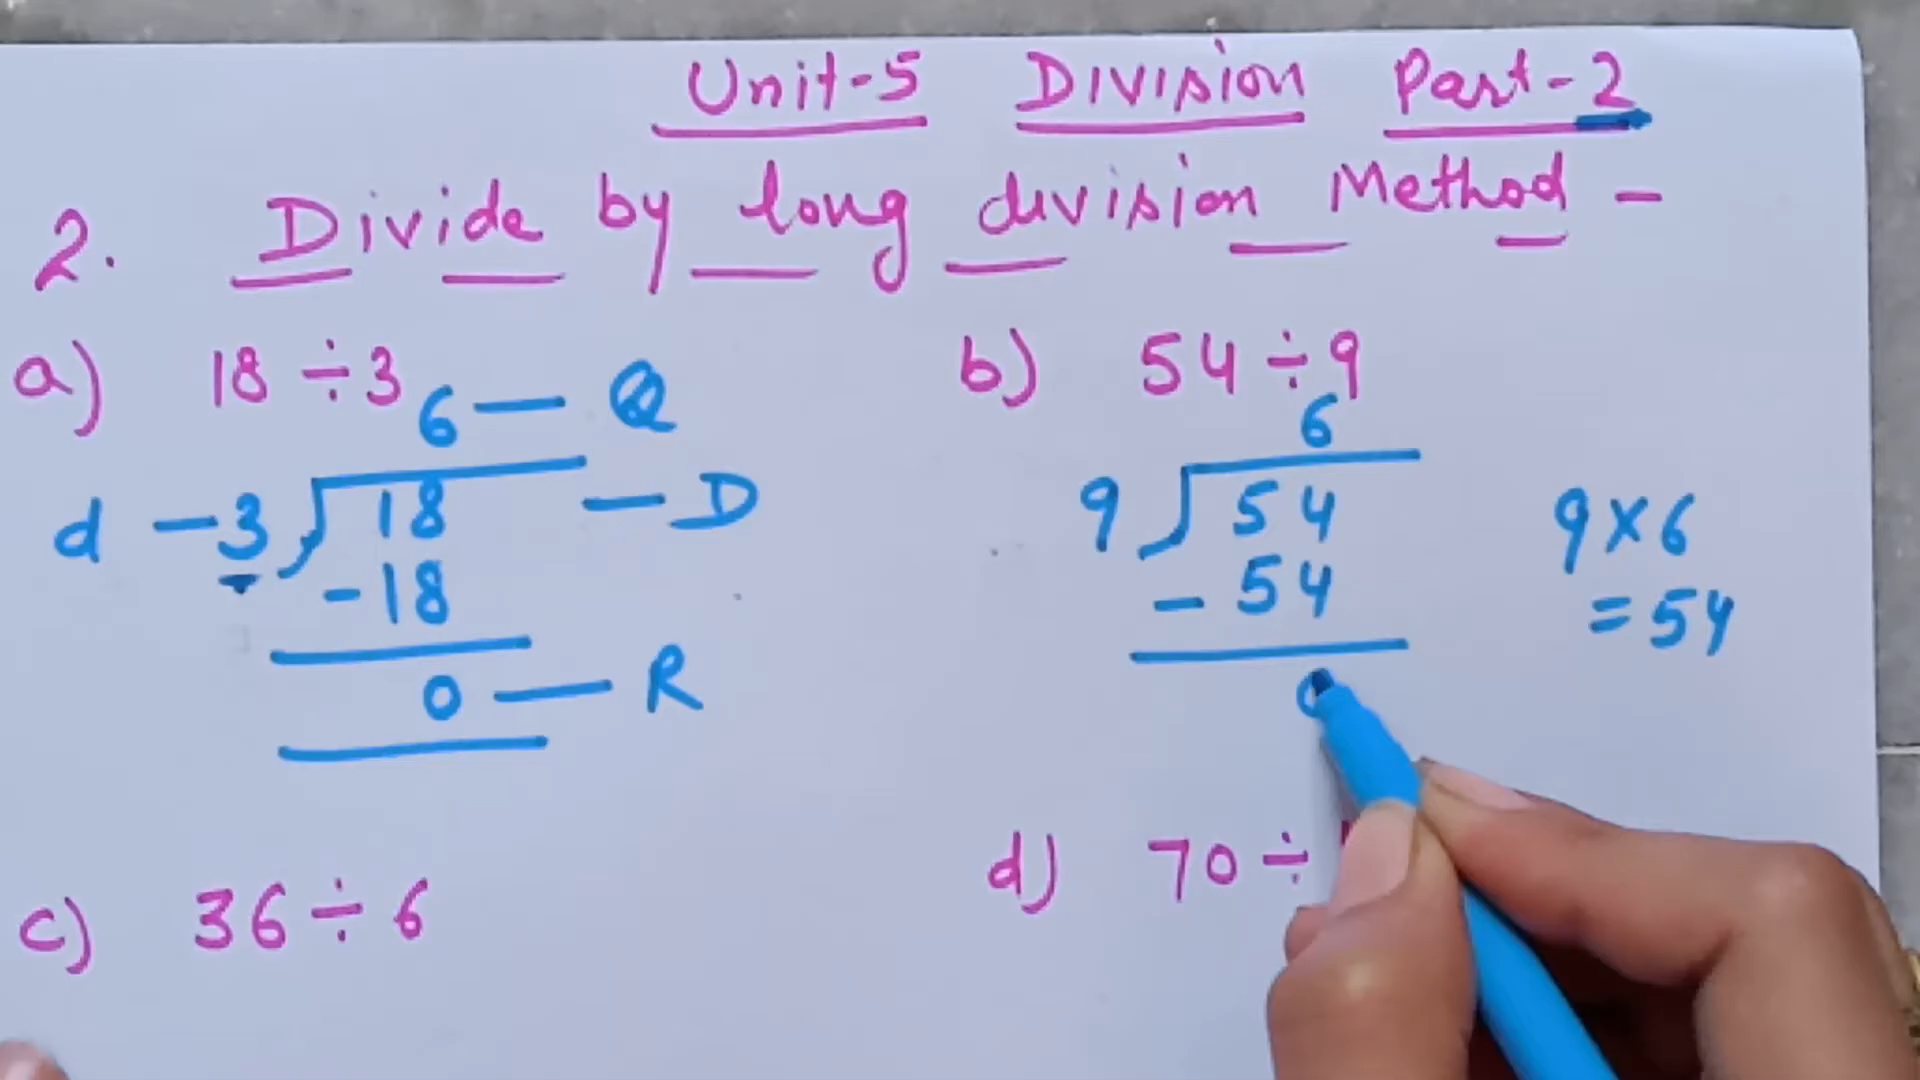 Unit-5 Division Part-2
2. Divide by long division Method -
a) 18 ÷ 3
6 — Q
d - 3 18 — D
-18
0 — R
b) 54 ÷ 9
6
9 54
- 54
0
9 × 6
= 54
c) 36 ÷ 6
d) 70 ÷